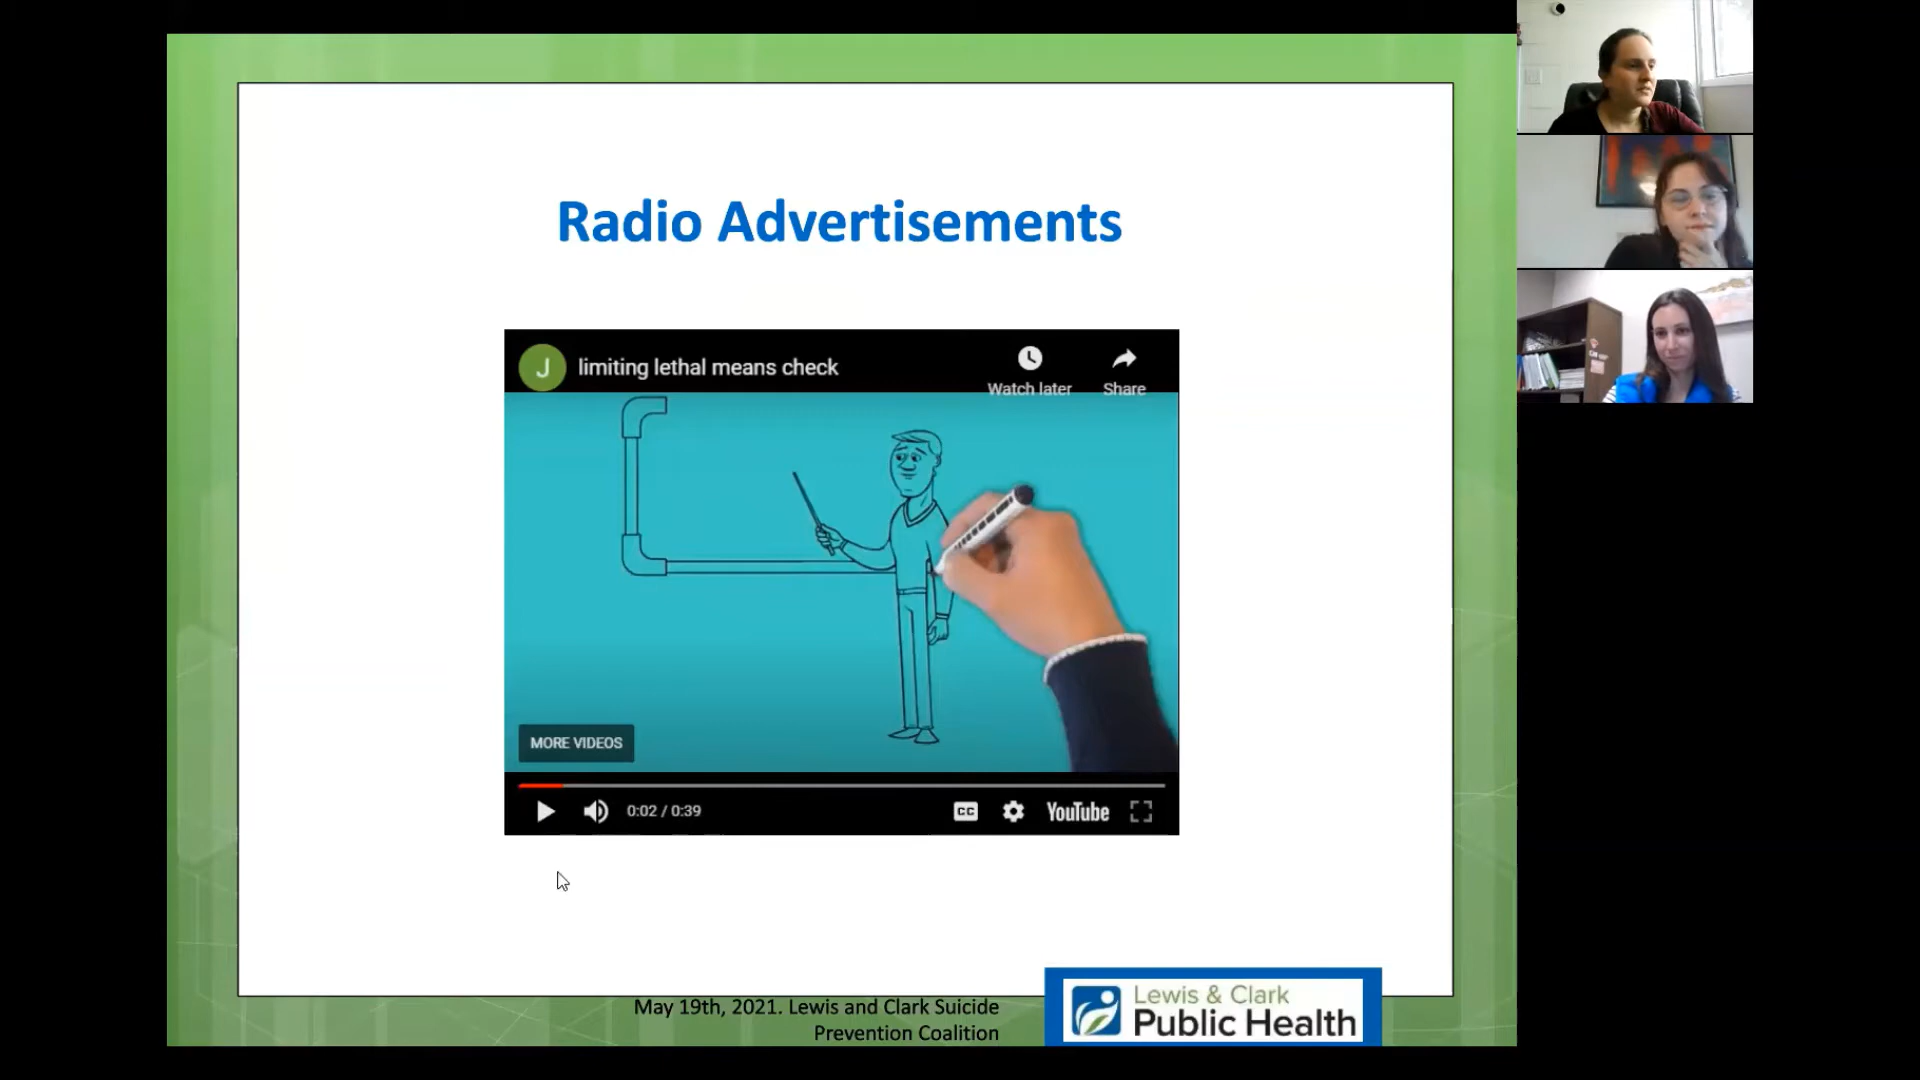 Radio Advertisements
J
limiting lethal means check
Watch later
Share
MORE VIDEOS
0:02 / 0:39
CC
YouTube
May 19th, 2021. Lewis and Clark Suicide
Prevention Coalition
Lewis & Clark
Public Health